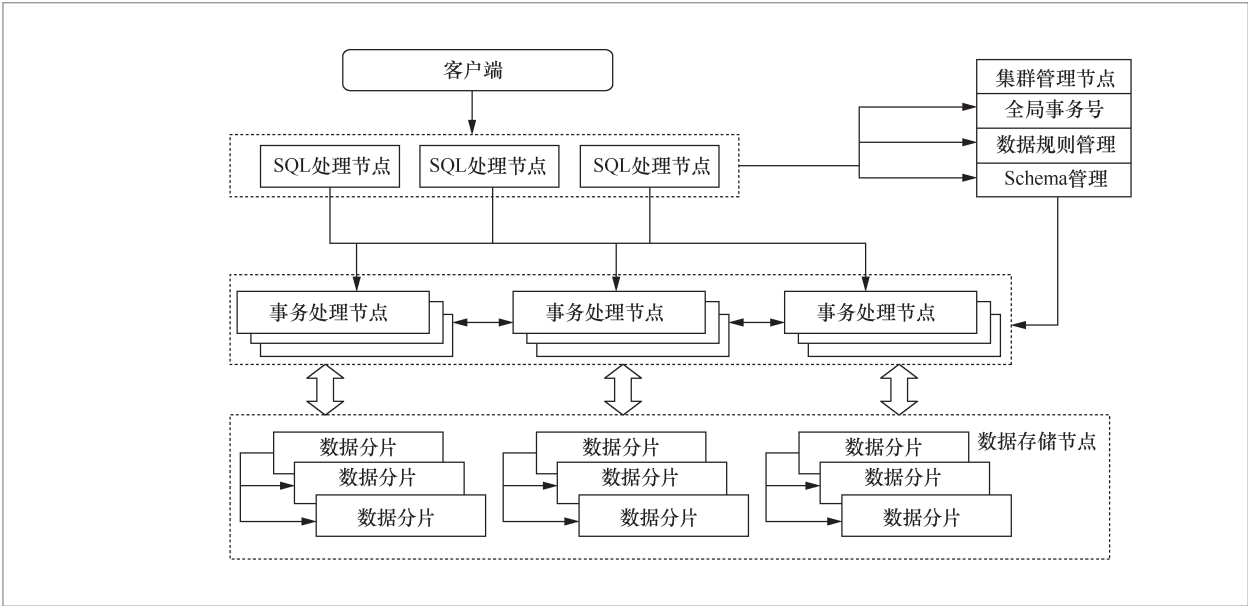 客户端
集群管理节点
全局事务号
数据规则管理
Schema管理
SQL处理节点
SQL处理节点
SQL处理节点
事务处理节点
事务处理节点
事务处理节点
数据存储节点
数据分片
数据分片
数据分片
数据分片
数据分片
数据分片
数据分片
数据分片
数据分片